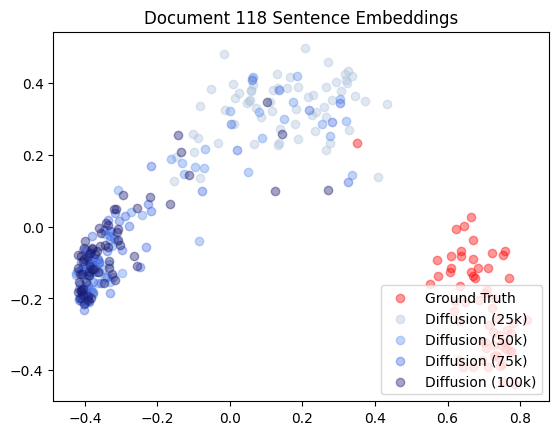 Document 118 Sentence Embeddings
0.4
0.2
0.0
−0.2
−0.4
Ground Truth
Diffusion (25k)
Diffusion (50k)
Diffusion (75k)
Diffusion (100k)
−0.4 −0.2 0.0 0.2 0.4 0.6 0.8